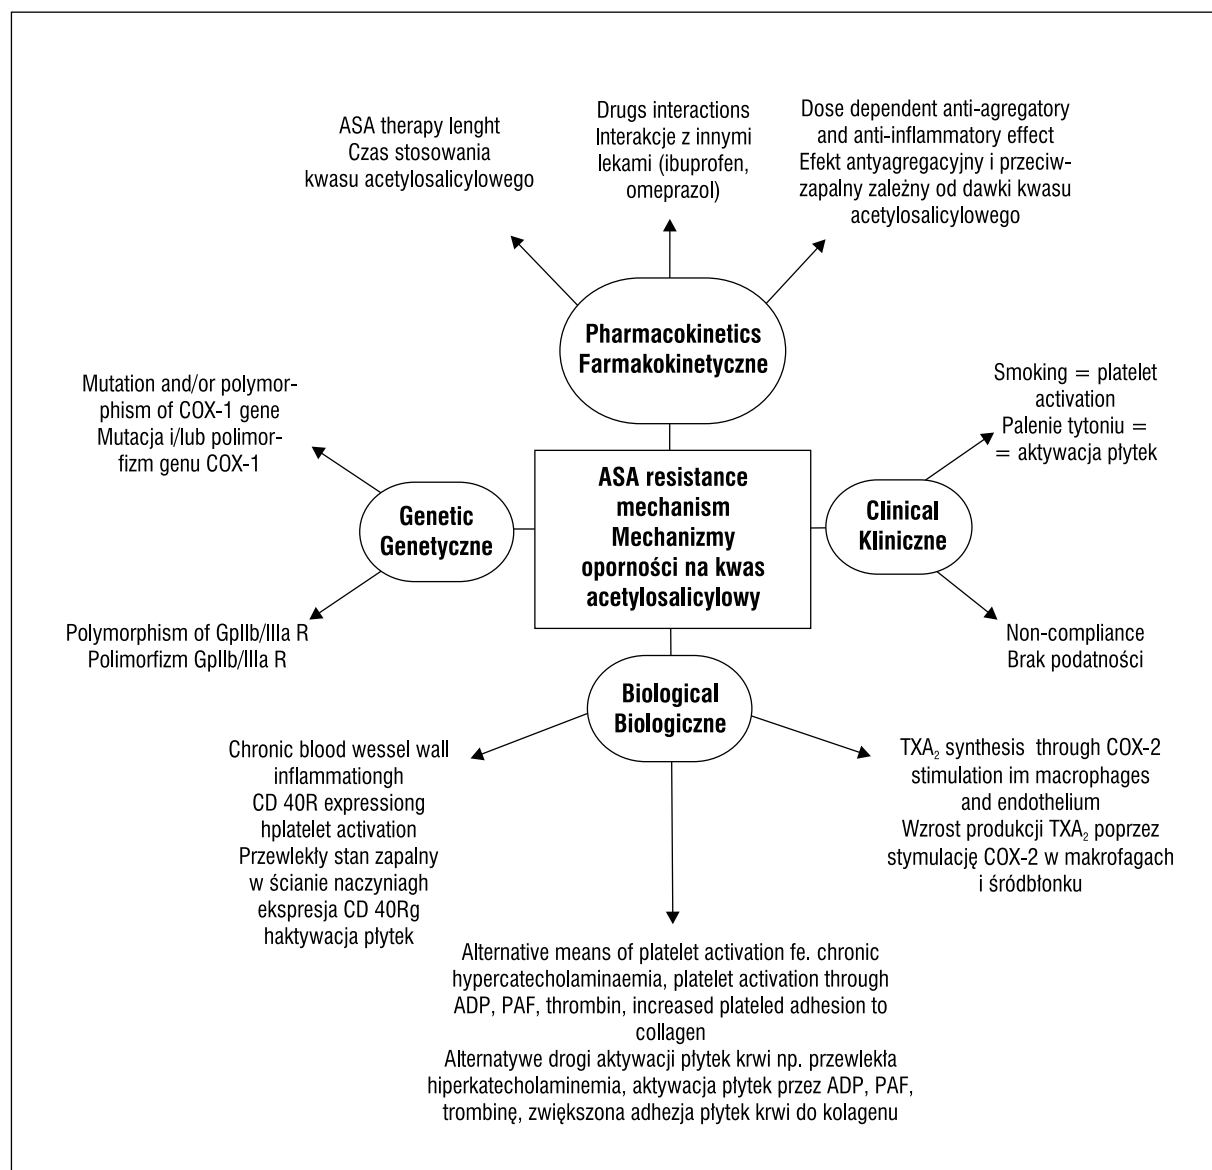 ASA therapy lenght
Czas stosowania
kwasu acetylosalicylowego
Drugs interactions
Interakcje z innymi
lekami (ibuprofen,
omeprazol)
Dose dependent anti-agregatory
and anti-inflammatory effect
Efekt antyagregacyjny i przeciw-
zapalny zależny od dawki kwasu
acetylosalicylowego
Pharmacokinetics
Farmakokinetyczne
Mutation and/or polymor-
phism of COX-1 gene
Mutacja i/lub polimor-
fizm genu COX-1
Smoking = platelet
activation
Palenie tytoniu =
= aktywacja płytek
Genetic
Genetyczne
ASA resistance
mechanism
Mechanizmy
oporności na kwas
acetylosalicylowy
Clinical
Kliniczne
Polymorphism of GpIIb/IIIa R
Polimorfizm GpIIb/IIIa R
Non-compliance
Brak podatności
Biological
Biologiczne
Chronic blood wessel wall
inflammationgh
CD 40R expressiong
hplatelet activation
Przewlekły stan zapalny
w ścianie naczyniagh
ekspresja CD 40Rg
haktywacja płytek
TXA₂ synthesis through COX-2
stimulation im macrophages
and endothelium
Wzrost produkcji TXA₂ poprzez
stymulację COX-2 w makrofagach
i śródbłonku
Alternative means of platelet activation fe. chronic
hypercatecholaminaemia, platelet activation through
ADP, PAF, thrombin, increased plateled adhesion to
collagen
Alternatywe drogi aktywacji płytek krwi np. przewlekła
hiperkatecholaminemia, aktywacja płytek przez ADP, PAF,
trombinę, zwiększona adhezja płytek krwi do kolagenu